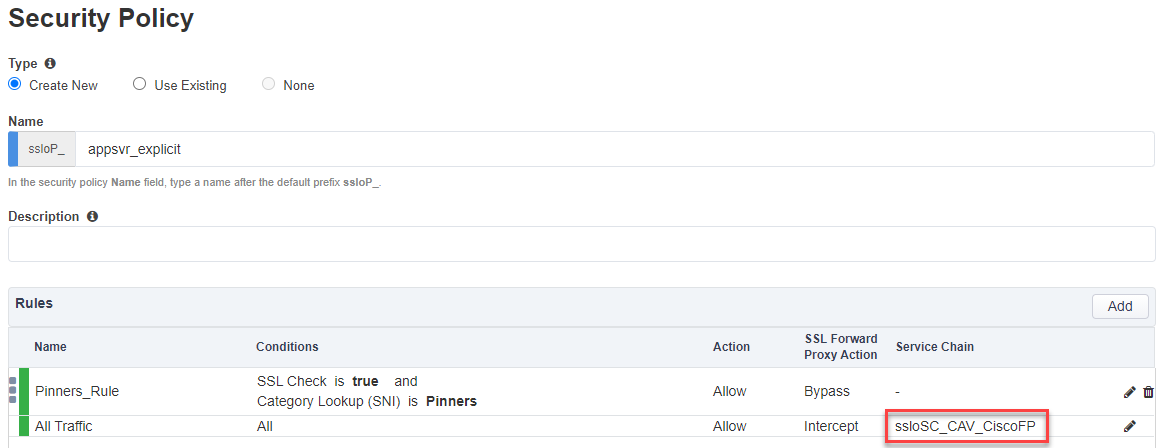 Security Policy
Type
Create New Use Existing None
Name
ssloP_ appsvr_explicit
In the security policy Name field, type a name after the default prefix ssloP_.
Description
Rules Add
Name Conditions Action SSL Forward Proxy Action Service Chain
Pinners_Rule SSL Check is true and Allow Bypass -
Category Lookup (SNI) is Pinners
All Traffic All Allow Intercept ssloSC_CAV_CiscoFP